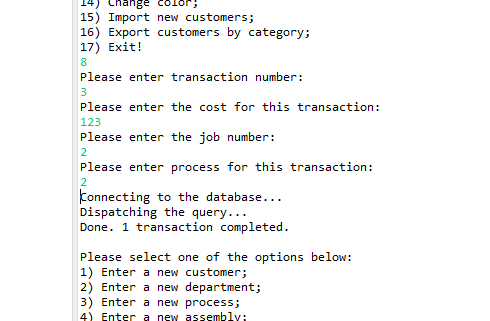 14) Change color;
15) Import new customers;
16) Export customers by category;
17) Exit!
8
Please enter transaction number:
3
Please enter the cost for this transaction:
123
Please enter the job number:
2
Please enter process for this transaction:
2
Connecting to the database...
Dispatching the query...
Done. 1 transaction completed.
Please select one of the options below:
1) Enter a new customer;
2) Enter a new department;
3) Enter a new process;
4) Enter a new assembly;